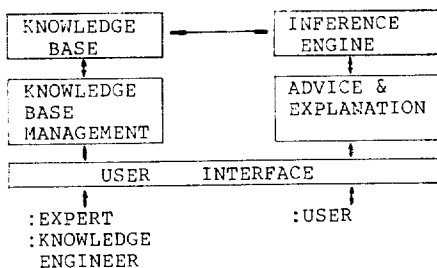 KNOWLEDGE
BASE
INFERENCE
ENGINE
KNOWLEDGE
BASE
MANAGEMENT
ADVICE &
EXPLANATION
USER INTERFACE
:EXPERT
:KNOWLEDGE
ENGINEER
:USER